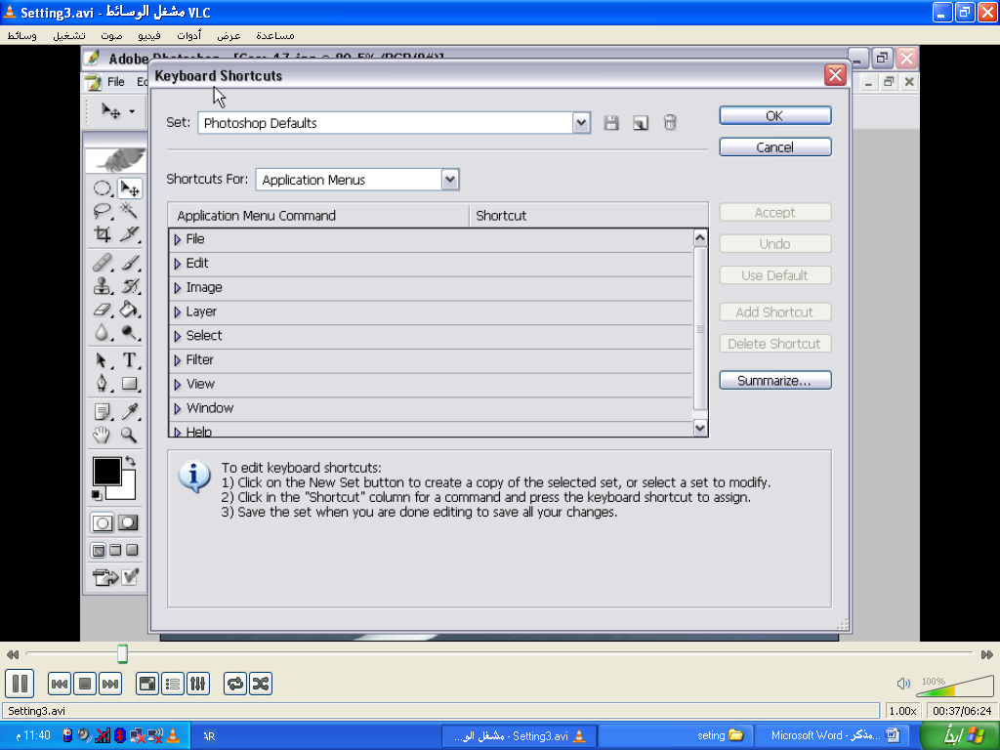 Setting3.avi - مشغل الوسائط VLC
وسائط تشغيل صوت فيديو أدوات عرض مساعدة
Keyboard Shortcuts
File
Set: Photoshop Defaults
OK
Cancel
Shortcuts For: Application Menus
Application Menu Command Shortcut
File
Edit
Image
Layer
Select
Filter
View
Window
Help
Accept
Undo
Use Default
Add Shortcut
Delete Shortcut
Summarize...
To edit keyboard shortcuts:
1) Click on the New Set button to create a copy of the selected set, or select a set to modify.
2) Click in the "Shortcut" column for a command and press the keyboard shortcut to assign.
3) Save the set when you are done editing to save all your changes.
100%
Setting3.avi 1.00x 00:37/06:24
11:40 م
Setting3.avi - مشغل الو...
seting
Microsoft Word - مذكر...
ابدأ